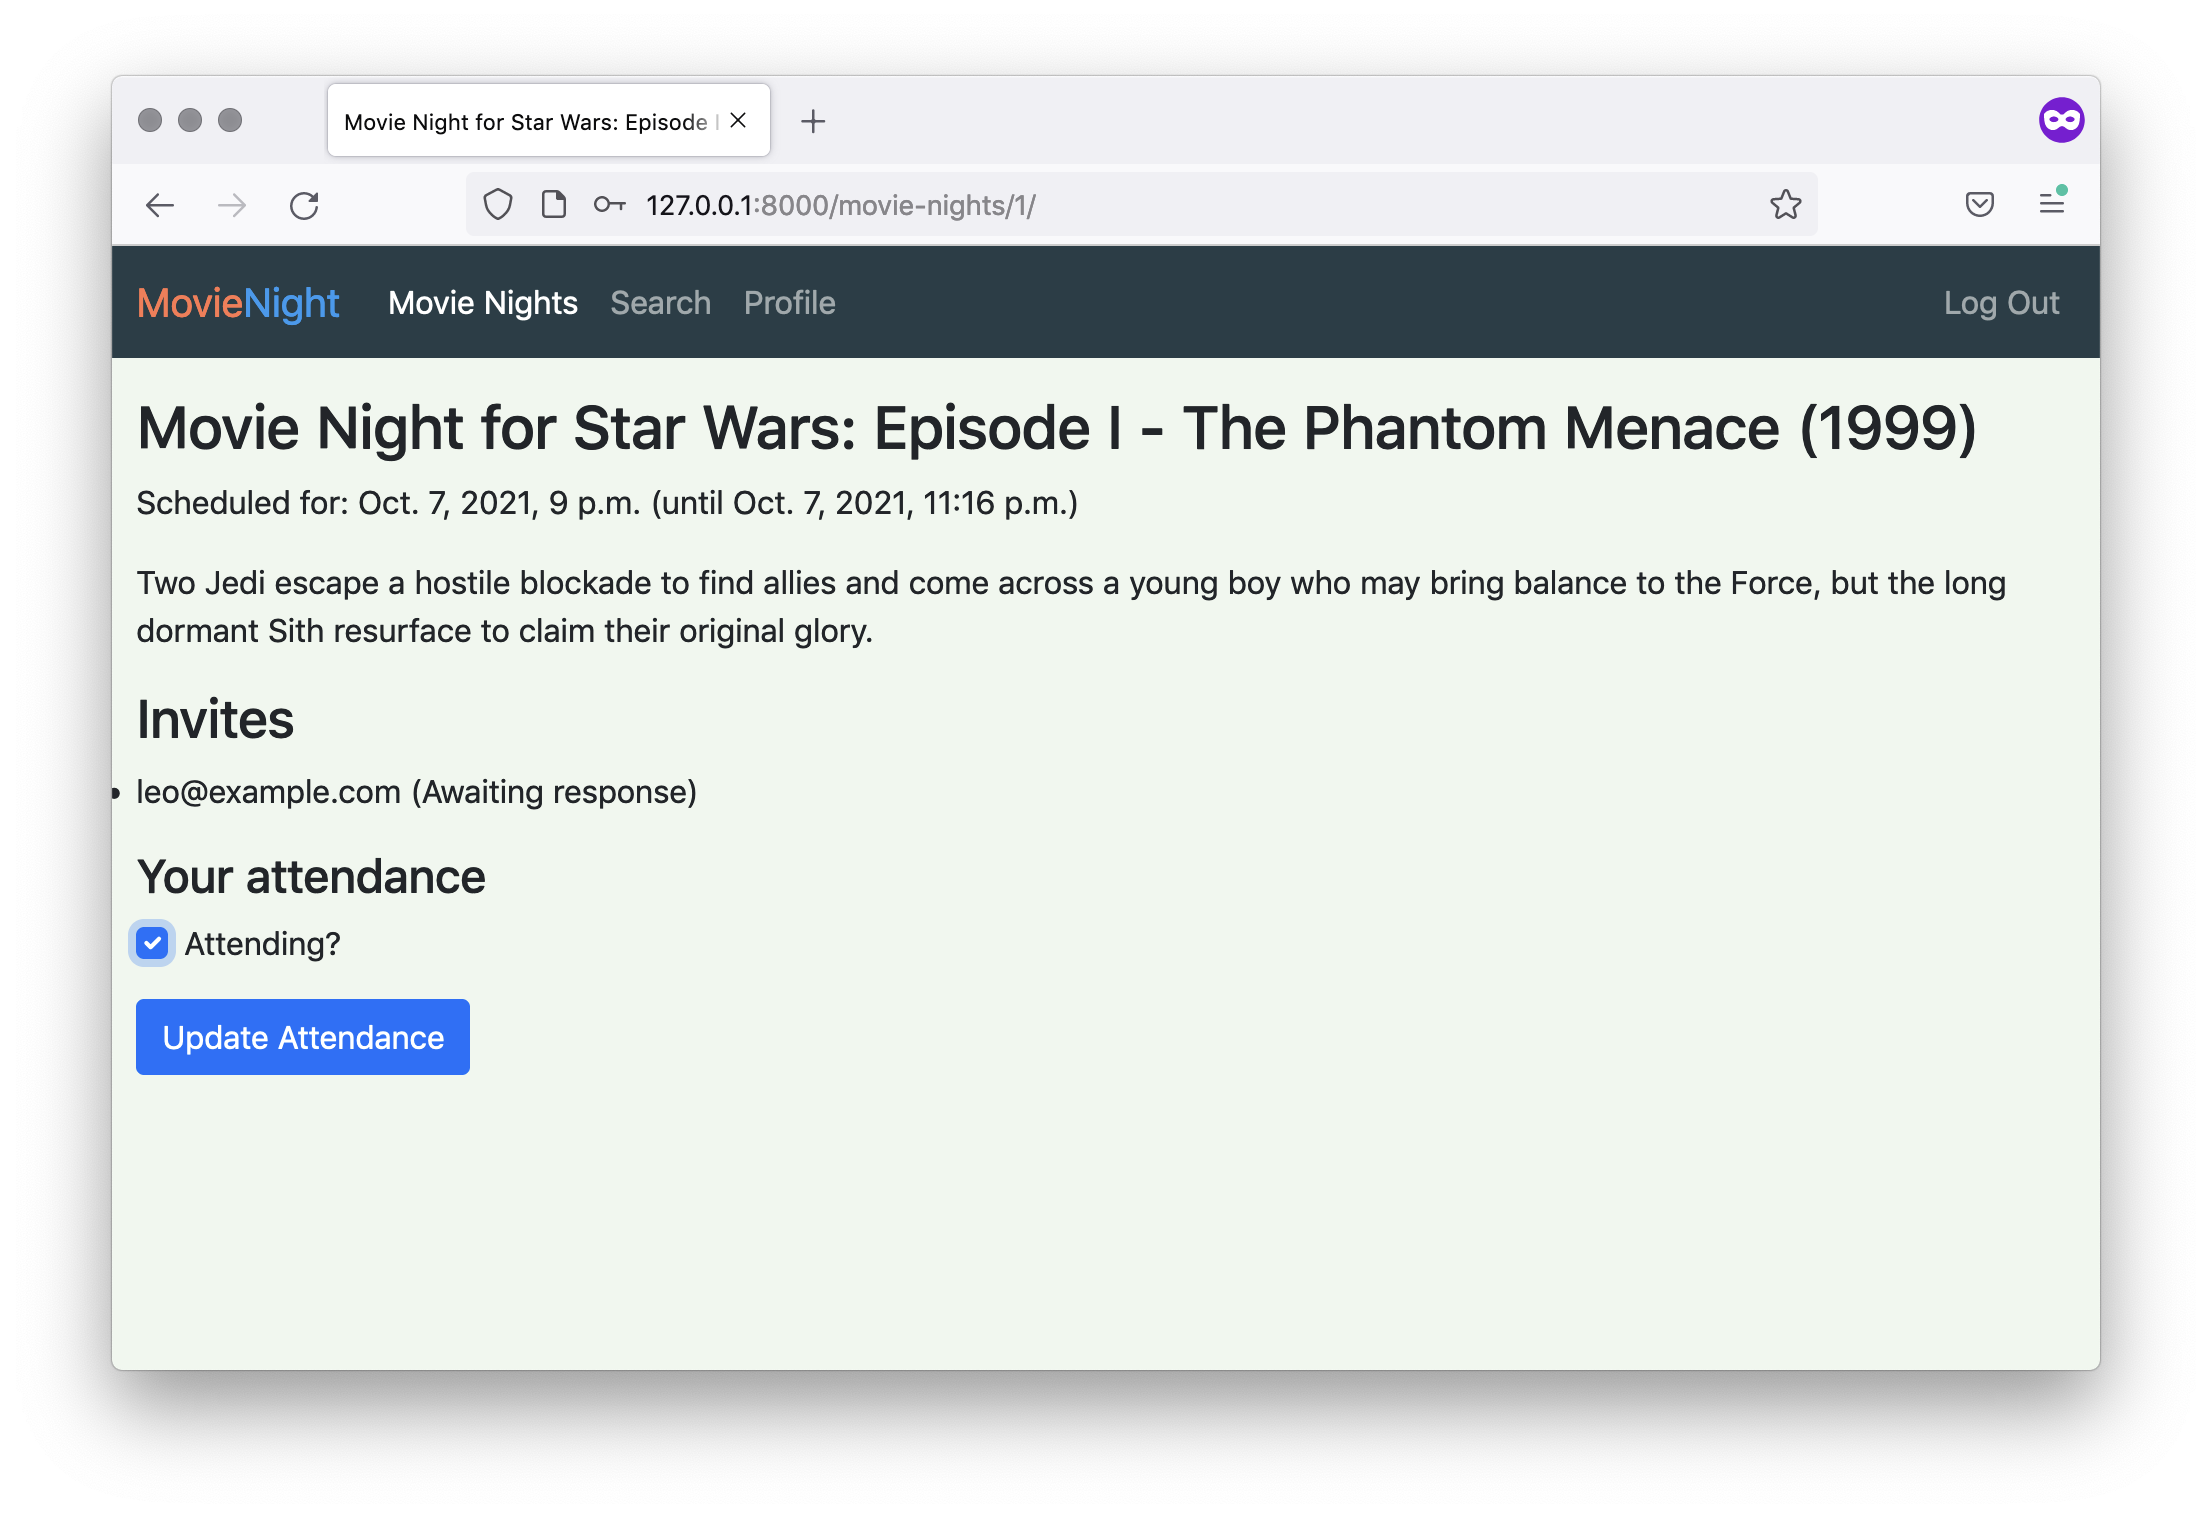 Movie Night for Star Wars: Episode
127.0.0.1:8000/movie-nights/1/
MovieNight Movie Nights Search Profile Log Out
Movie Night for Star Wars: Episode I - The Phantom Menace (1999)
Scheduled for: Oct. 7, 2021, 9 p.m. (until Oct. 7, 2021, 11:16 p.m.)
Two Jedi escape a hostile blockade to find allies and come across a young boy who may bring balance to the Force, but the long
dormant Sith resurface to claim their original glory.
Invites
• leo@example.com (Awaiting response)
Your attendance
Attending?
Update Attendance